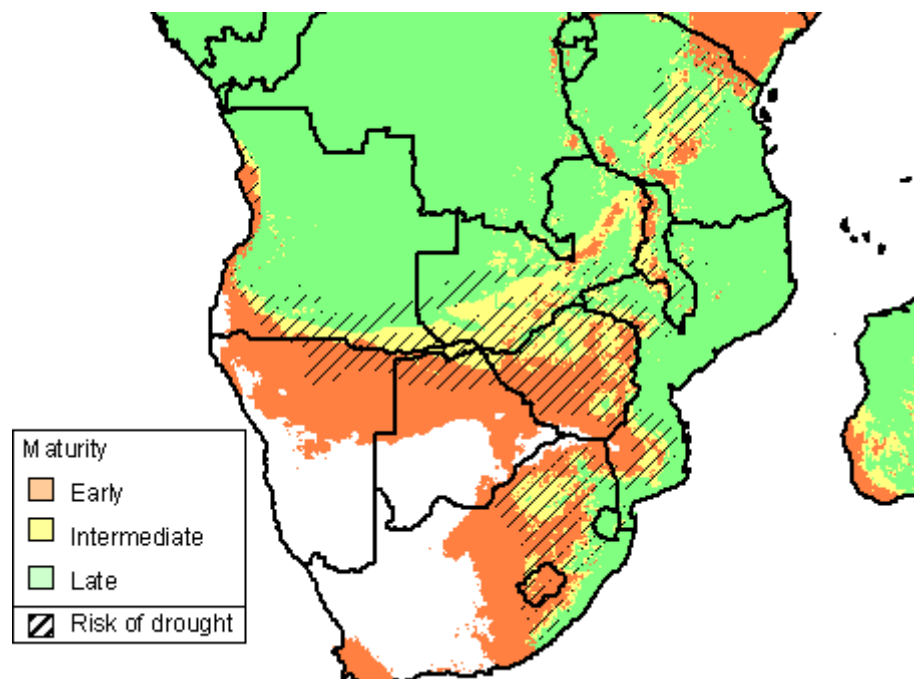 Maturity
Early
Intermediate
Late
Risk of drought